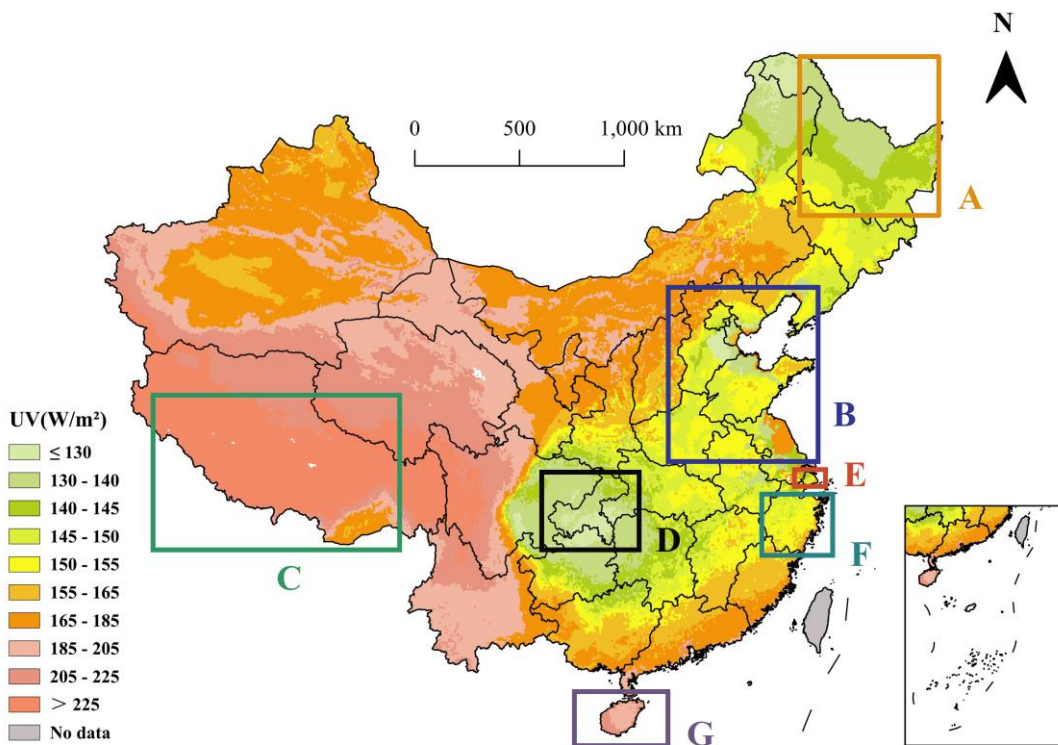 N
0 500 1,000 km
A
B
UV(W/m²)
≤ 130
130 - 140
140 - 145
145 - 150
150 - 155
155 - 165
165 - 185
185 - 205
205 - 225
> 225
No data
C
D
E
F
G